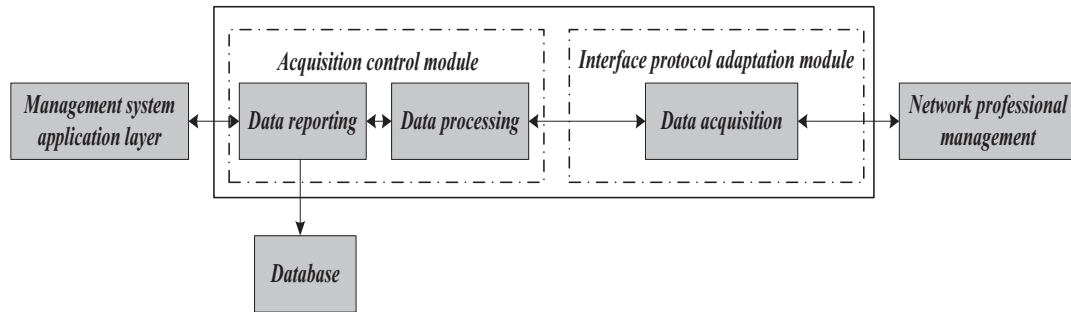 Acquisition control module
Interface protocol adaptation module
Management system
application layer
Data reporting
Data processing
Data acquisition
Network professional
management
Database